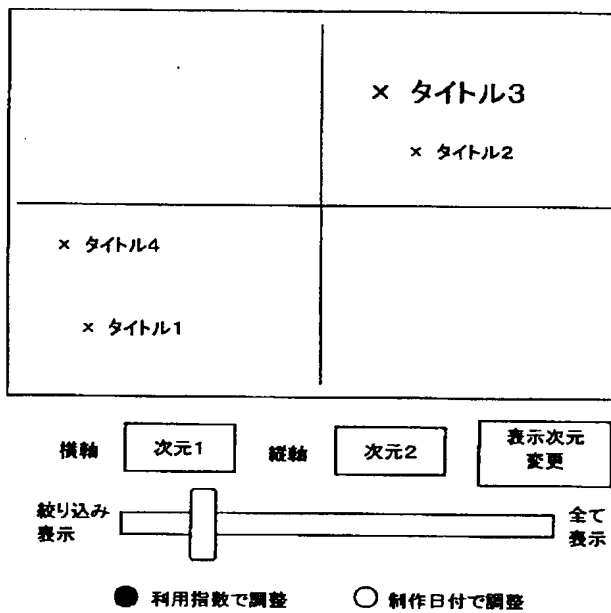 × タイトル3
× タイトル2
× タイトル4
× タイトル1
横軸 次元1 縦軸 次元2 表示次元
変更
絞り込み
表示
全て
表示
● 利用指数で調整 ○ 制作日付で調整